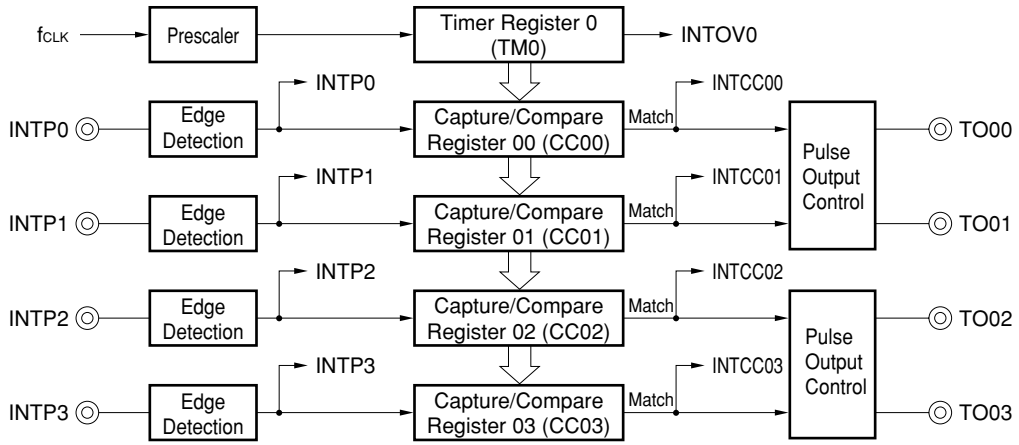 fCLK
Prescaler
Timer Register 0
(TM0)
INTOV0
INTP0
INTCC00
INTP0
Edge
Detection
Capture/Compare
Register 00 (CC00)
Match
TO00
INTP1
INTCC01
Pulse
Output
Control
INTP1
Edge
Detection
Capture/Compare
Register 01 (CC01)
Match
TO01
INTP2
INTCC02
INTP2
Edge
Detection
Capture/Compare
Register 02 (CC02)
Match
TO02
INTP3
INTCC03
Pulse
Output
Control
INTP3
Edge
Detection
Capture/Compare
Register 03 (CC03)
Match
TO03